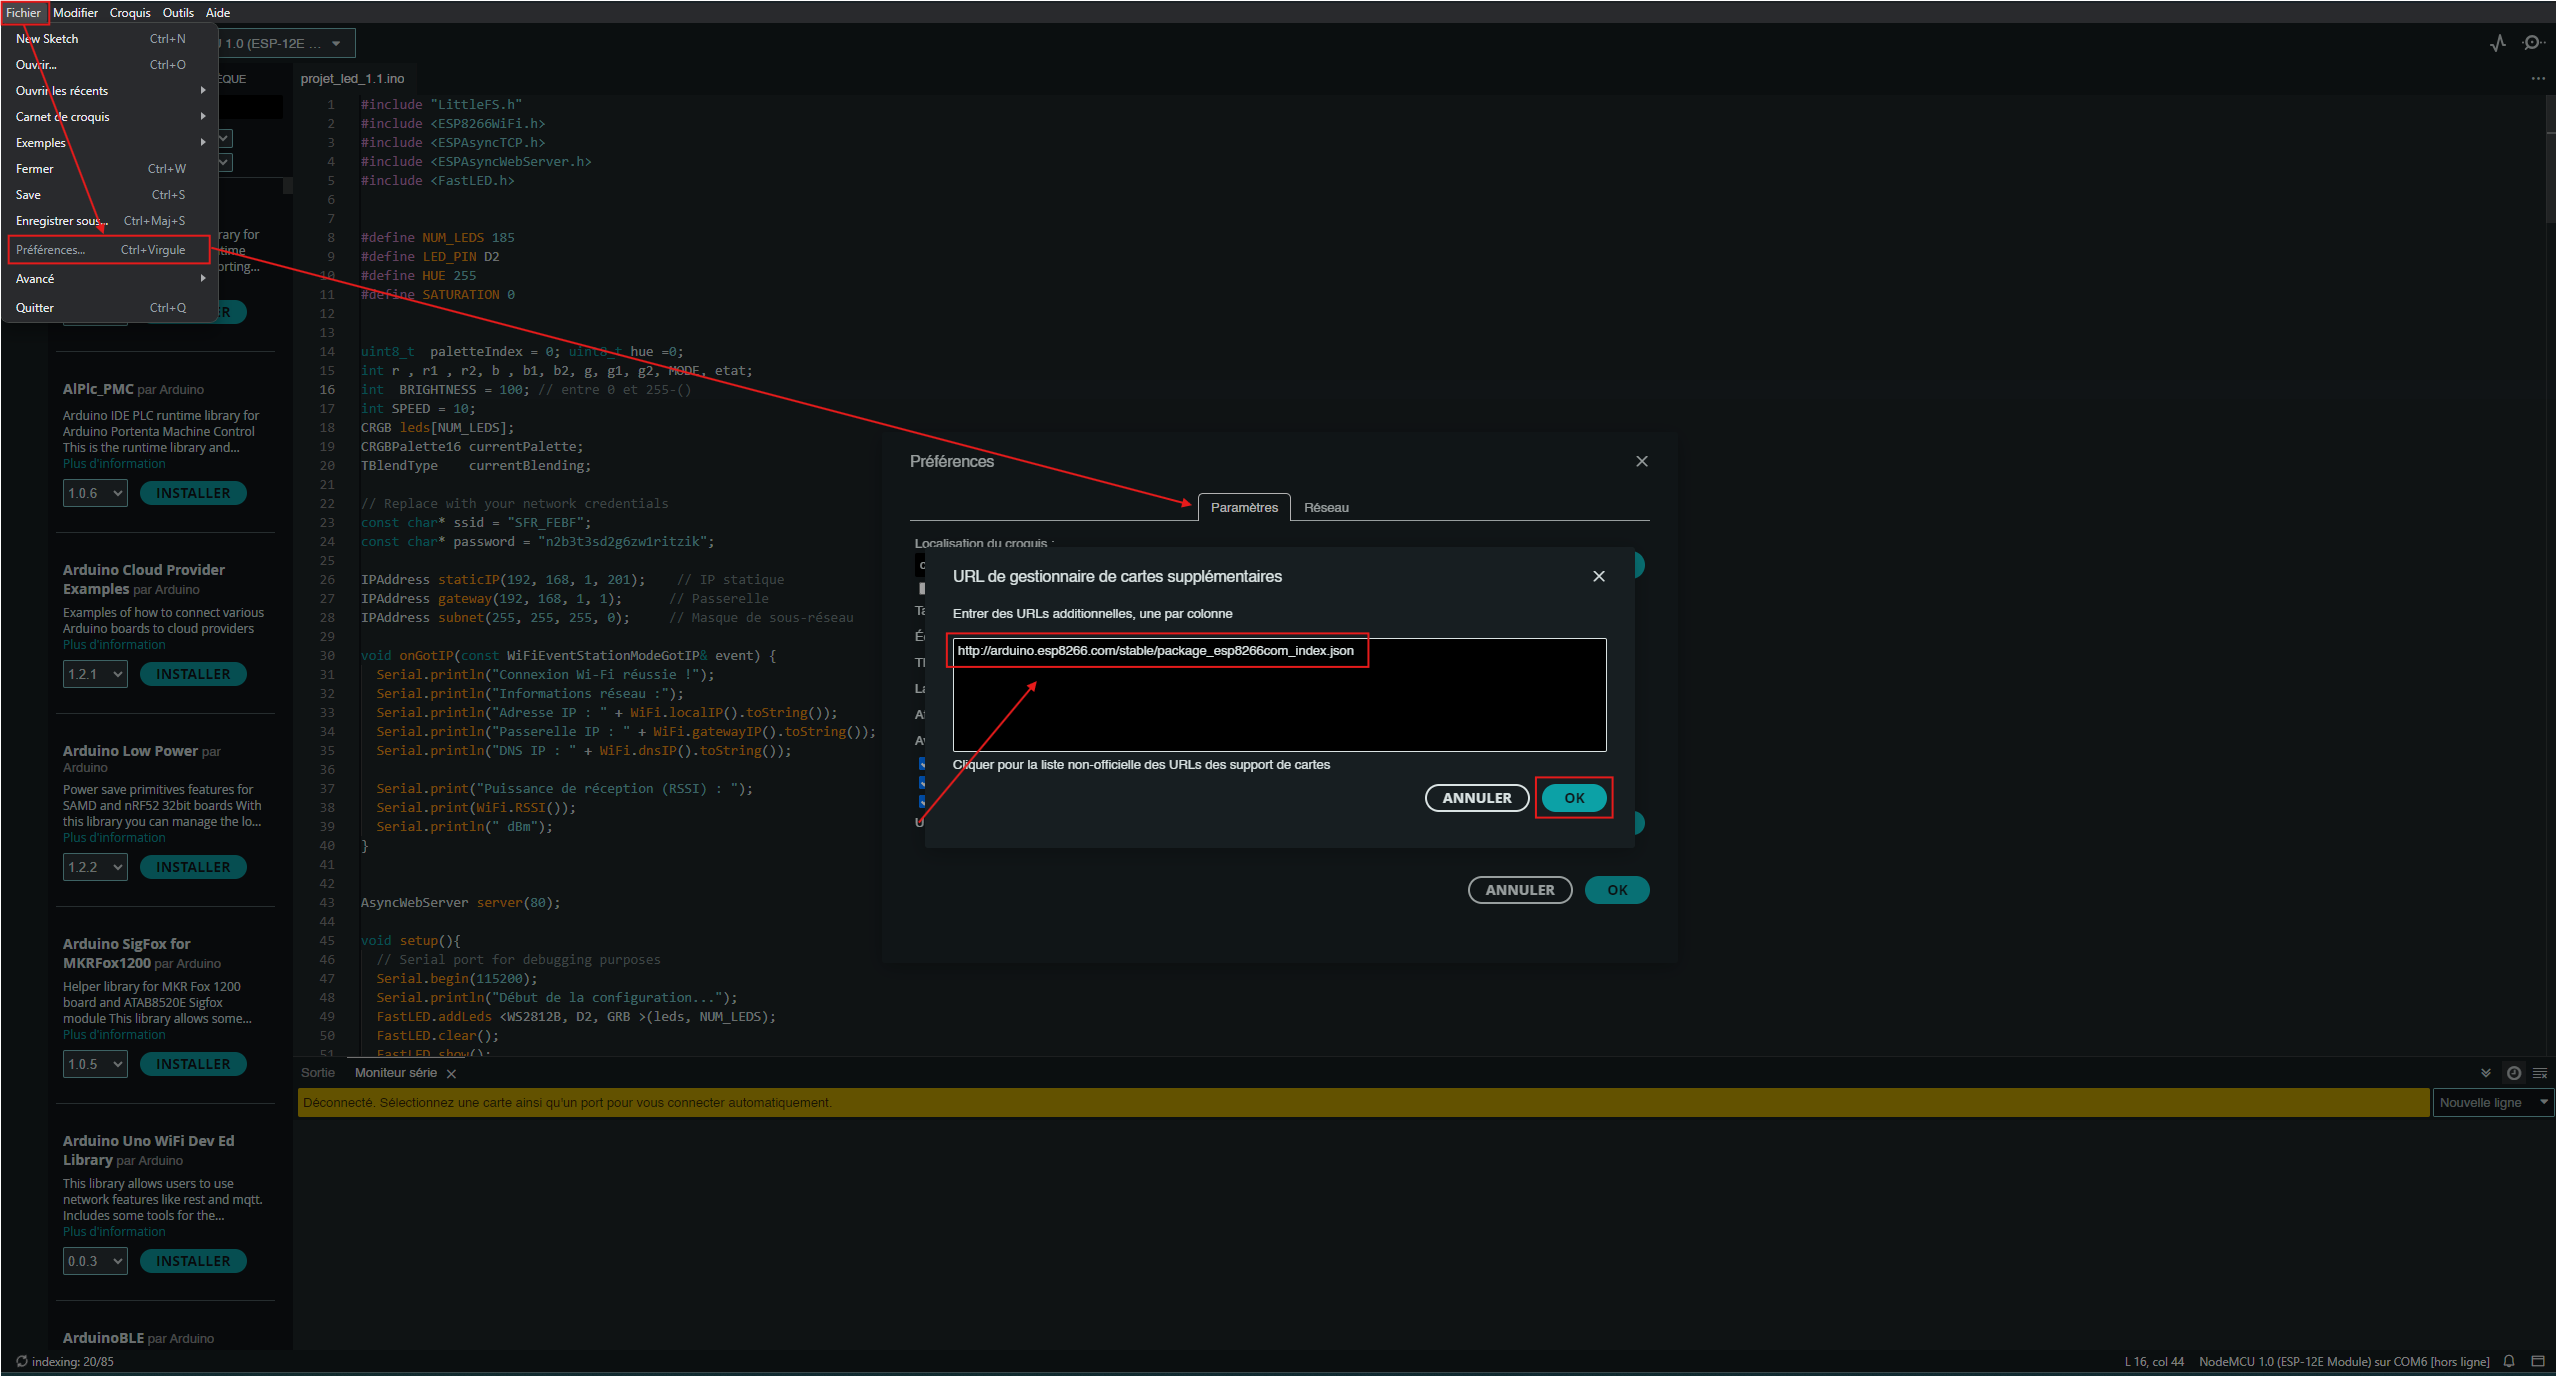 Fichier Modifier Croquis Outils Aide
New Sketch Ctrl+N
Ouvrir... Ctrl+O
Ouvrir les récents
Carnet de croquis
Exemples
Fermer Ctrl+W
Save Ctrl+S
Enregistrer sous... Ctrl+Maj+S
Préférences... Ctrl+Virgule
Avancé
Quitter Ctrl+Q
U 1.0 (ESP-12E ...
ÈQUE
rary for
time
orting...
ER
AlPlc_PMC par Arduino
Arduino IDE PLC runtime library for
Arduino Portenta Machine Control
This is the runtime library and...
Plus d'information
1.0.6 INSTALLER
Arduino Cloud Provider
Examples par Arduino
Examples of how to connect various
Arduino boards to cloud providers
Plus d'information
1.2.1 INSTALLER
Arduino Low Power par
Arduino
Power save primitives features for
SAMD and nRF52 32bit boards With
this library you can manage the lo...
Plus d'information
1.2.2 INSTALLER
Arduino SigFox for
MKRFox1200 par Arduino
Helper library for MKR Fox 1200
board and ATAB8520E Sigfox
module This library allows some...
Plus d'information
1.0.5 INSTALLER
Arduino Uno WiFi Dev Ed
Library par Arduino
This library allows users to use
network features like rest and mqtt.
Includes some tools for the...
Plus d'information
0.0.3 INSTALLER
ArduinoBLE par Arduino
projet_led_1.1.ino
1 #include "LittleFS.h"
2 #include <ESP8266WiFi.h>
3 #include <ESPAsyncTCP.h>
4 #include <ESPAsyncWebServer.h>
5 #include <FastLED.h>
6
7
8 #define NUM_LEDS 185
9 #define LED_PIN D2
10 #define HUE 255
11 #define SATURATION 0
12
13
14 uint8_t paletteIndex = 0; uint8_t hue =0;
15 int r , r1 , r2, b , b1, b2, g, g1, g2, MODE, etat;
16 int BRIGHTNESS = 100; // entre 0 et 255-()
17 int SPEED = 10;
18 CRGB leds[NUM_LEDS];
19 CRGBPalette16 currentPalette;
20 TBlendType currentBlending;
21
22 // Replace with your network credentials
23 const char* ssid = "SFR_FEBF";
24 const char* password = "n2b3t3sd2g6zw1ritzik";
25
26 IPAddress staticIP(192, 168, 1, 201); // IP statique
27 IPAddress gateway(192, 168, 1, 1); // Passerelle
28 IPAddress subnet(255, 255, 255, 0); // Masque de sous-réseau
29
30 void onGotIP(const WiFiEventStationModeGotIP& event) {
31 Serial.println("Connexion Wi-Fi réussie !");
32 Serial.println("Informations réseau :");
33 Serial.println("Adresse IP : " + WiFi.localIP().toString());
34 Serial.println("Passerelle IP : " + WiFi.gatewayIP().toString());
35 Serial.println("DNS IP : " + WiFi.dnsIP().toString());
36
37 Serial.print("Puissance de réception (RSSI) : ");
38 Serial.print(WiFi.RSSI());
39 Serial.println(" dBm");
40 }
41
42
43 AsyncWebServer server(80);
44
45 void setup(){
46 // Serial port for debugging purposes
47 Serial.begin(115200);
48 Serial.println("Début de la configuration...");
49 FastLED.addLeds <WS2812B, D2, GRB >(leds, NUM_LEDS);
50 FastLED.clear();
51 FastLED.show();
Préférences
Paramètres Réseau
Localisation du croquis :
URL de gestionnaire de cartes supplémentaires
Entrer des URLs additionnelles, une par colonne
http://arduino.esp8266.com/stable/package_esp8266com_index.json
Cliquer pour la liste non-officielle des URLs des support de cartes
ANNULER OK
ANNULER OK
Sortie Moniteur série
Déconnecté. Sélectionnez une carte ainsi qu'un port pour vous connecter automatiquement.
Nouvelle ligne
indexing: 20/85
L 16, col 44 NodeMCU 1.0 (ESP-12E Module) sur COM6 [hors ligne]